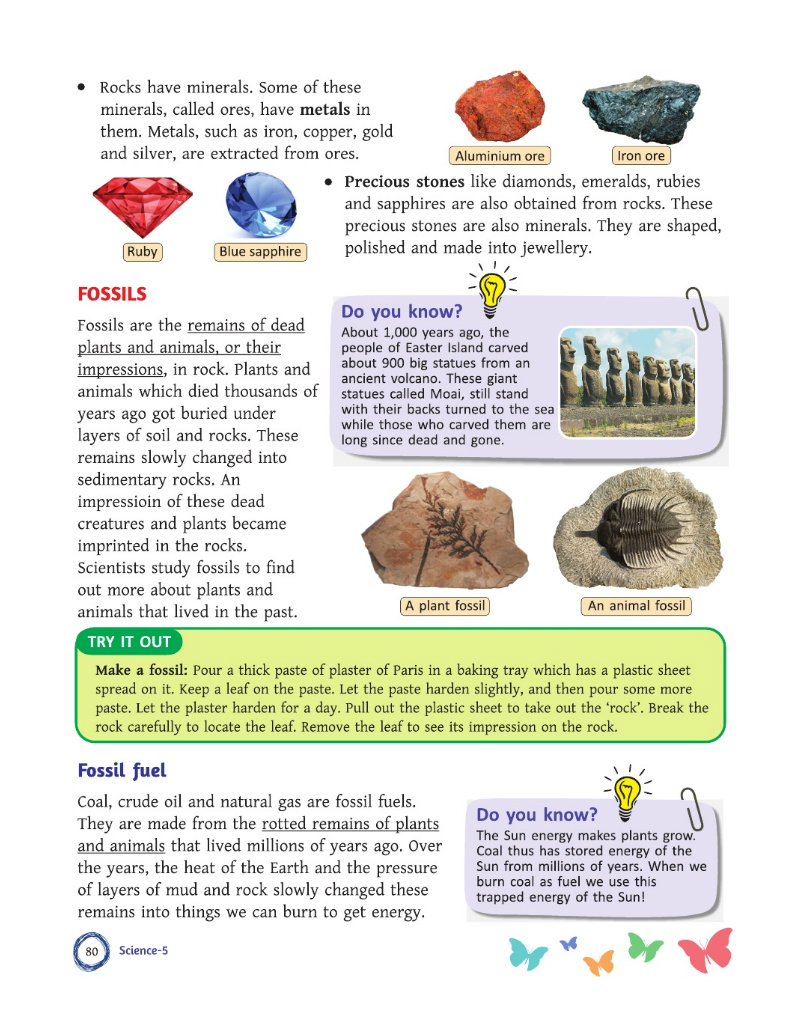 • Rocks have minerals. Some of these
minerals, called ores, have metals in
them. Metals, such as iron, copper, gold
and silver, are extracted from ores.
Aluminium ore
Iron ore
Ruby
Blue sapphire
• Precious stones like diamonds, emeralds, rubies
and sapphires are also obtained from rocks. These
precious stones are also minerals. They are shaped,
polished and made into jewellery.
FOSSILS
Fossils are the remains of dead
plants and animals, or their
impressions, in rock. Plants and
animals which died thousands of
years ago got buried under
layers of soil and rocks. These
remains slowly changed into
sedimentary rocks. An
impressioin of these dead
creatures and plants became
imprinted in the rocks.
Scientists study fossils to find
out more about plants and
animals that lived in the past.
Do you know?
About 1,000 years ago, the
people of Easter Island carved
about 900 big statues from an
ancient volcano. These giant
statues called Moai, still stand
with their backs turned to the sea
while those who carved them are
long since dead and gone.
A plant fossil
An animal fossil
TRY IT OUT
Make a fossil: Pour a thick paste of plaster of Paris in a baking tray which has a plastic sheet
spread on it. Keep a leaf on the paste. Let the paste harden slightly, and then pour some more
paste. Let the plaster harden for a day. Pull out the plastic sheet to take out the ‘rock’. Break the
rock carefully to locate the leaf. Remove the leaf to see its impression on the rock.
Fossil fuel
Coal, crude oil and natural gas are fossil fuels.
They are made from the rotted remains of plants
and animals that lived millions of years ago. Over
the years, the heat of the Earth and the pressure
of layers of mud and rock slowly changed these
remains into things we can burn to get energy.
Do you know?
The Sun energy makes plants grow.
Coal thus has stored energy of the
Sun from millions of years. When we
burn coal as fuel we use this
trapped energy of the Sun!
80
Science-5